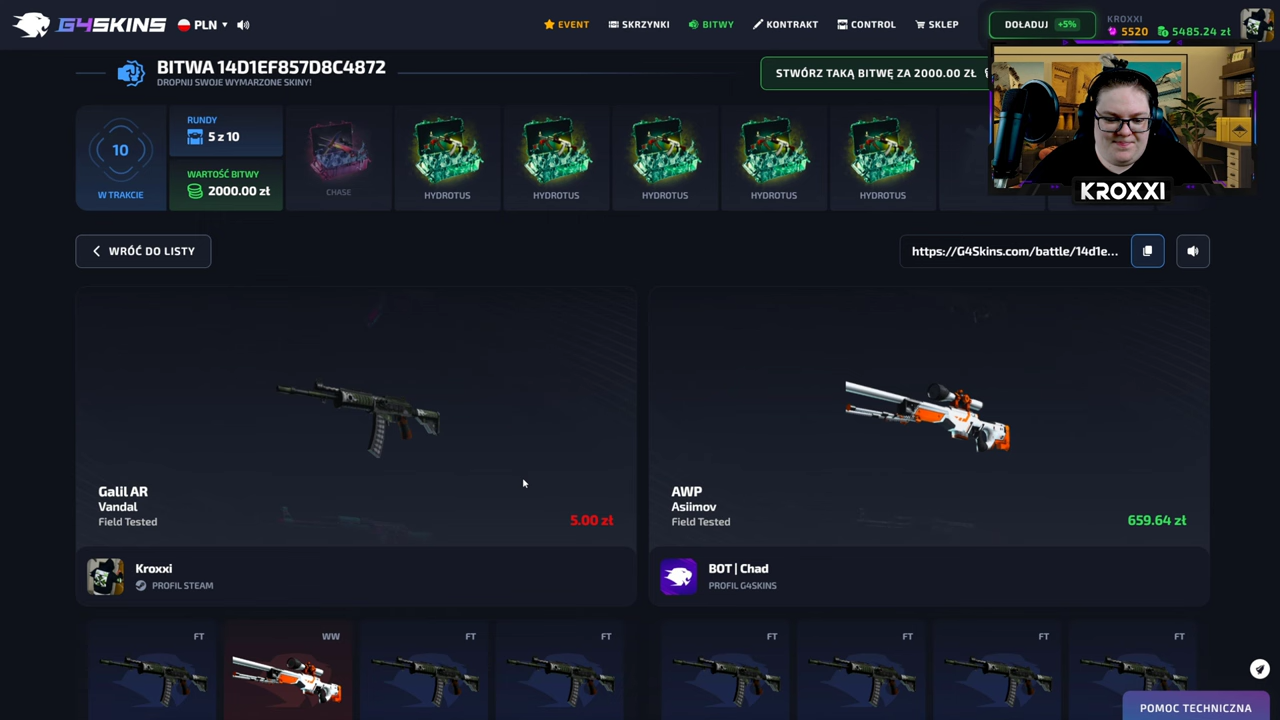 G4SKINS
PLN
EVENT
SKRZYNKI
BITWY
KONTRAKT
CONTROL
SKLEP
DOŁADUJ +5%
KROXXI
5520 5485.24 zł
BITWA 14D1EF857D8C4872
DROPNIJ SWOJE WYMARZONE SKINY!
STWÓRZ TAKĄ BITWĘ ZA 2000.00 ZŁ
10
W TRAKCIE
RUNDY
5 z 10
WARTOŚĆ BITWY
2000.00 zł
CHASE
HYDROTUS
HYDROTUS
HYDROTUS
HYDROTUS
HYDROTUS
KROXXI
WRÓĆ DO LISTY
https://G4Skins.com/battle/14d1e...
Galil AR
Vandal
Field Tested
5.00 zł
AWP
Asiimov
Field Tested
659.64 zł
Kroxxi
PROFIL STEAM
BOT | Chad
PROFIL G4SKINS
FT
WW
FT
FT
FT
FT
FT
FT
POMOC TECHNICZNA